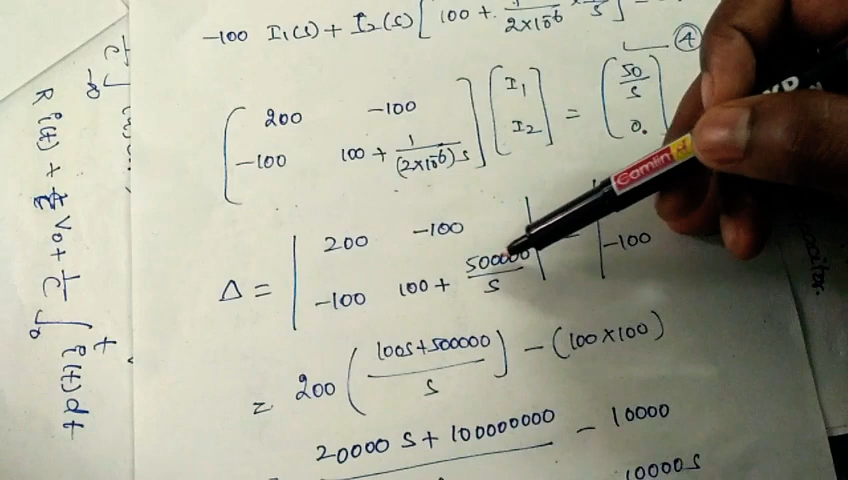 -100 I₁(s) + I₂(s) [ 100 + 1/(2×10⁻⁶) × 1/s ] =
④
( 200 -100 ; -100 100 + 1/((2×10⁻⁶)s) ) [ I₁ ; I₂ ] = ( 50/s ; 0. )
Δ = | 200 -100 ; -100 100 + 500000/s | = | -100
= 200 ( (100s+500000)/s ) - (100×100)
20000 s + 100000000 - 10000
10000s
R i(t) + 1/C V₀ + 1/C ∫₀ᵗ i(t)dt
1/C ∫ -∞
Camlin